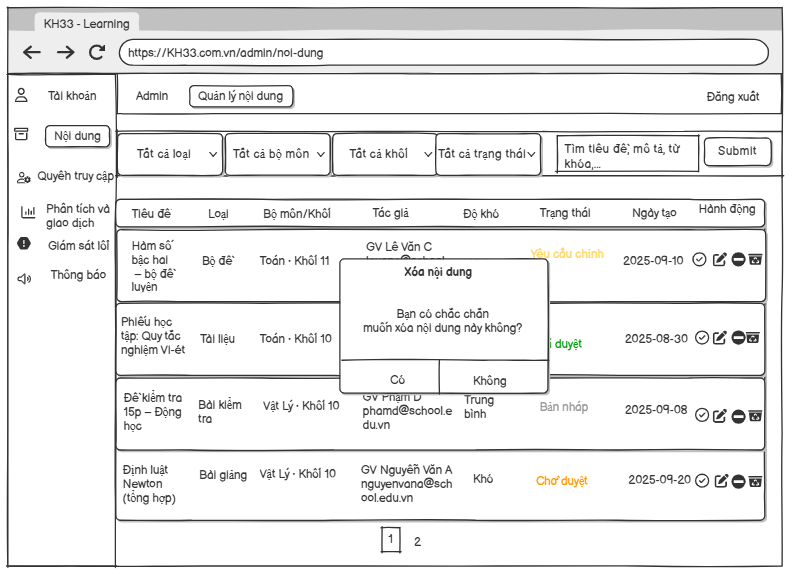 KH33 - Learning
https://KH33.com.vn/admin/noi-dung
Tài khoản
Admin
Quản lý nội dung
Đăng xuất
Nội dung
Tất cả loại
Tất cả bộ môn
Tất cả khối
Tất cả trạng thái
Tìm tiêu đề, mô tả, từ
khóa,...
Submit
Quyền truy cập
Phân tích và
giao dịch
Giám sát lỗi
Thông báo
Tiêu đề
Loại
Bộ môn/Khối
Tác giả
Độ khó
Trạng thái
Ngày tạo
Hành động
Hàm số
bậc hai
– bộ đề
luyện
Bộ đề
Toán · Khối 11
GV Lê Văn C
Yêu cầu chỉnh
2025-09-10
Xóa nội dung
Bạn có chắc chắn
muốn xóa nội dung này không?
Có
Không
Phiếu học
tập: Quy tắc
nghiệm Vi-ét
Tài liệu
Toán · Khối 10
duyệt
2025-08-30
Đề kiểm tra
15p – Động
học
Bài kiểm
tra
Vật Lý · Khối 10
GV Phạm D
phamd@school.e
du.vn
Trung
bình
Bản nháp
2025-09-08
Định luật
Newton
(tổng hợp)
Bài giảng
Vật Lý · Khối 10
GV Nguyễn Văn A
nguyenvana@sch
ool.edu.vn
Khó
Chờ duyệt
2025-09-20
1
2